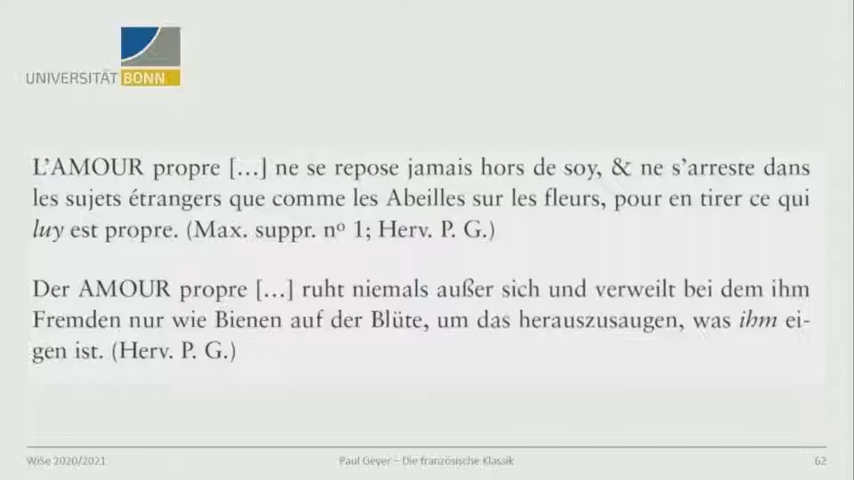 UNIVERSITÄT BONN
L’AMOUR propre […] ne se repose jamais hors de soy, & ne s’arreste dans
les sujets étrangers que comme les Abeilles sur les fleurs, pour en tirer ce qui
luy est propre. (Max. suppr. nº 1; Herv. P. G.)
Der AMOUR propre […] ruht niemals außer sich und verweilt bei dem ihm
Fremden nur wie Bienen auf der Blüte, um das herauszusaugen, was ihm ei-
gen ist. (Herv. P. G.)
WiSe 2020/2021 Paul Geyer – Die französische Klassik 62